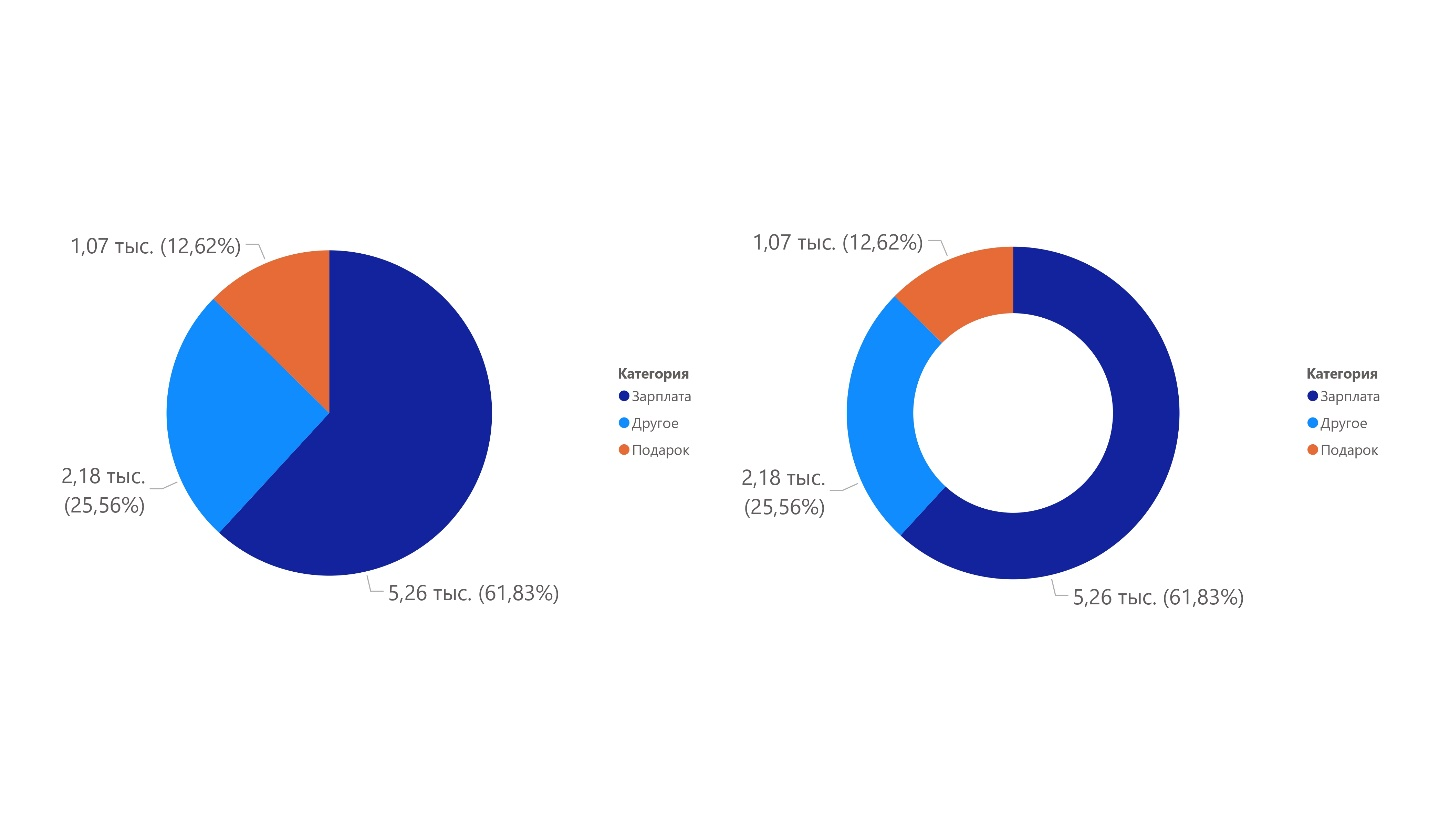 1,07 тыс. (12,62%)
2,18 тыс.
(25,56%)
5,26 тыс. (61,83%)
Категория
Зарплата
Другое
Подарок
1,07 тыс. (12,62%)
2,18 тыс.
(25,56%)
5,26 тыс. (61,83%)
Категория
Зарплата
Другое
Подарок